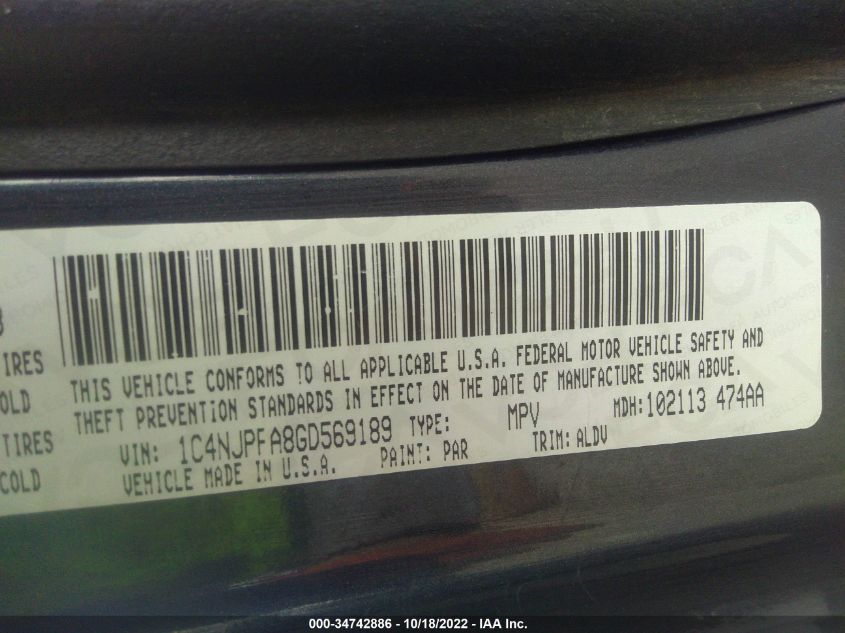 THIS VEHICLE CONFORMS TO ALL APPLICABLE U.S.A. FEDERAL MOTOR VEHICLE SAFETY AND
THEFT PREVENTION STANDARDS IN EFFECT ON THE DATE OF MANUFACTURE SHOWN ABOVE.
VIN: 1C4NJPFA8GD569189 TYPE: MPV MDH:102113 474AA
VEHICLE MADE IN U.S.A. PAINT: PAR TRIM: ALDV
IRES
OLD
TIRES
COLD
000-34742886 - 10/18/2022 - IAA Inc.